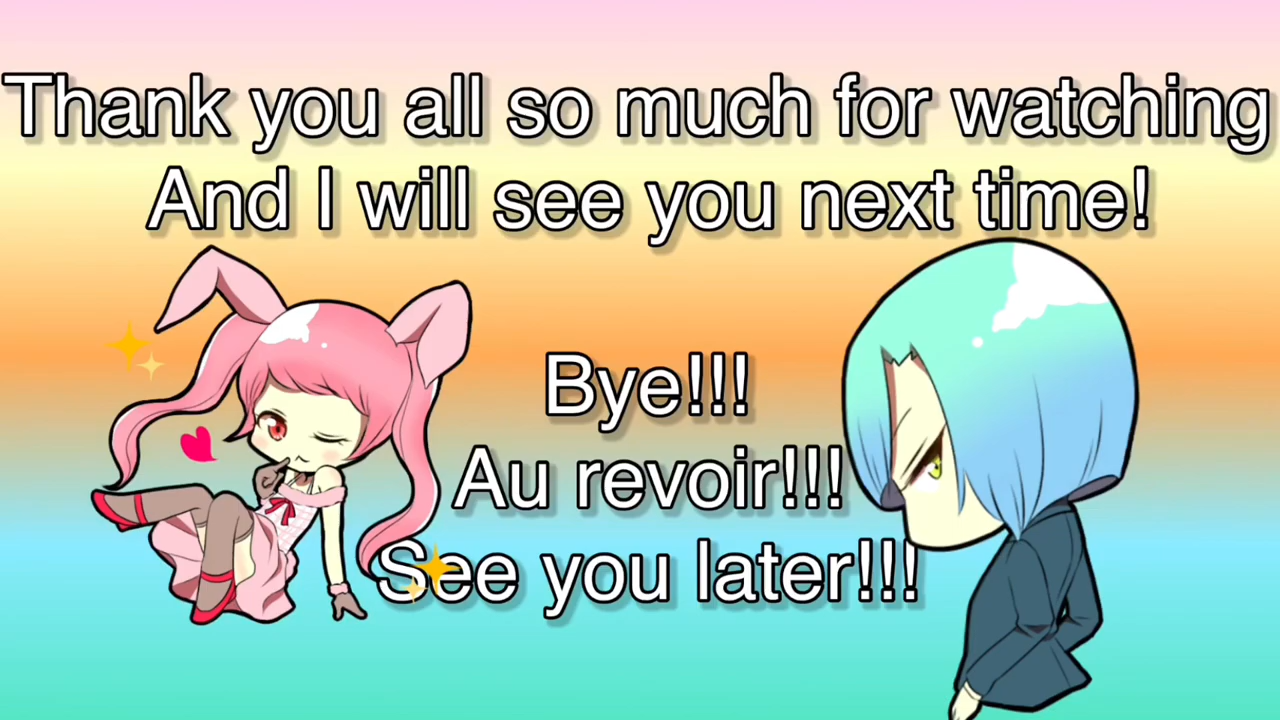 Thank you all so much for watching
And I will see you next time!
Bye!!!
Au revoir!!!
See you later!!!